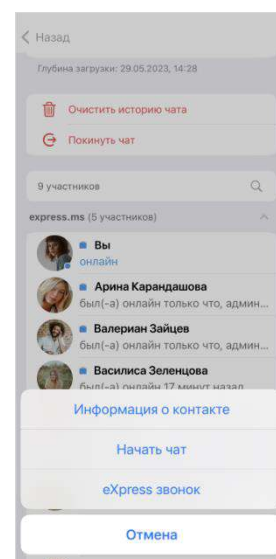 Назад
Глубина загрузки: 29.05.2023, 14:28
Очистить историю чата
Покинуть чат
9 участников
express.ms (5 участников)
Вы
онлайн
Арина Карандашова
был(-а) онлайн только что, админ...
Валериан Зайцев
был(-а) онлайн только что, админ...
Василиса Зеленцова
был(-а) онлайн 17 минут назад
Информация о контакте
Начать чат
eXpress звонок
Отмена